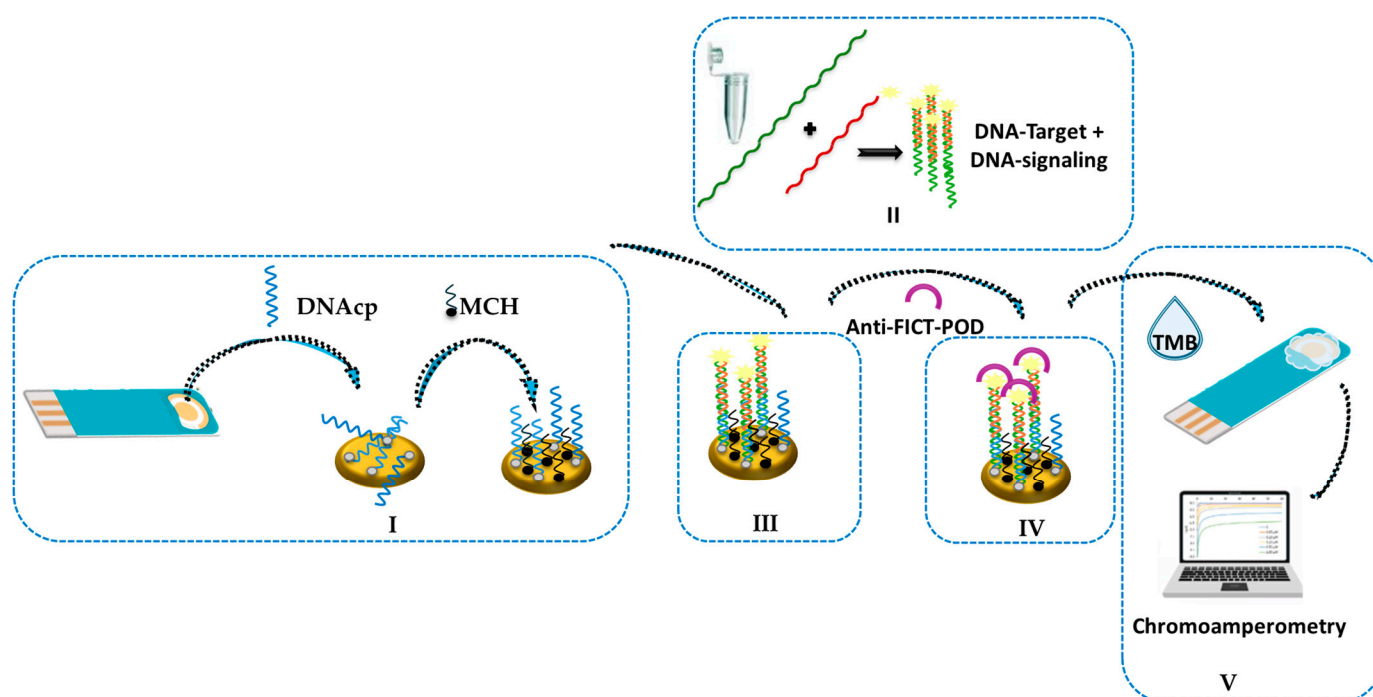 DNA-Target +
DNA-signaling
II
DNAcp
MCH
I
Anti-FICT-POD
III
IV
TMB
Chromoamperometry
V